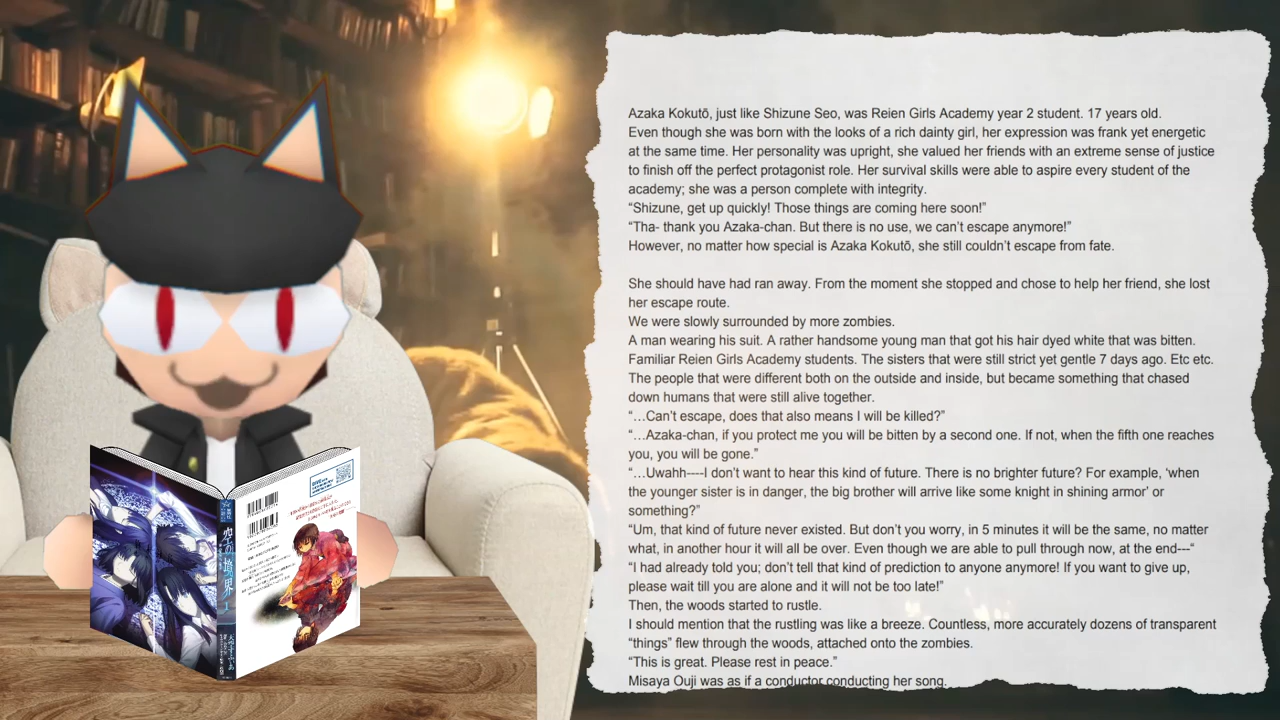 Azaka Kokutō, just like Shizune Seo, was Reien Girls Academy year 2 student. 17 years old.
Even though she was born with the looks of a rich dainty girl, her expression was frank yet energetic
at the same time. Her personality was upright, she valued her friends with an extreme sense of justice
to finish off the perfect protagonist role. Her survival skills were able to aspire every student of the
academy; she was a person complete with integrity.
“Shizune, get up quickly! Those things are coming here soon!”
“Tha- thank you Azaka-chan. But there is no use, we can’t escape anymore!”
However, no matter how special is Azaka Kokutō, she still couldn’t escape from fate.
She should have had ran away. From the moment she stopped and chose to help her friend, she lost
her escape route.
We were slowly surrounded by more zombies.
A man wearing his suit. A rather handsome young man that got his hair dyed white that was bitten.
Familiar Reien Girls Academy students. The sisters that were still strict yet gentle 7 days ago. Etc etc.
The people that were different both on the outside and inside, but became something that chased
down humans that were still alive together.
“…Can’t escape, does that also means I will be killed?”
“…Azaka-chan, if you protect me you will be bitten by a second one. If not, when the fifth one reaches
you, you will be gone.”
“…Uwahh----I don’t want to hear this kind of future. There is no brighter future? For example, ‘when
the younger sister is in danger, the big brother will arrive like some knight in shining armor’ or
something?”
“Um, that kind of future never existed. But don’t you worry, in 5 minutes it will be the same, no matter
what, in another hour it will all be over. Even though we are able to pull through now, at the end---“
“I had already told you; don’t tell that kind of prediction to anyone anymore! If you want to give up,
please wait till you are alone and it will not be too late!”
Then, the woods started to rustle.
I should mention that the rustling was like a breeze. Countless, more accurately dozens of transparent
“things” flew through the woods, attached onto the zombies.
“This is great. Please rest in peace.”
Misaya Ouji was as if a conductor conducting her song.
空の境界
1